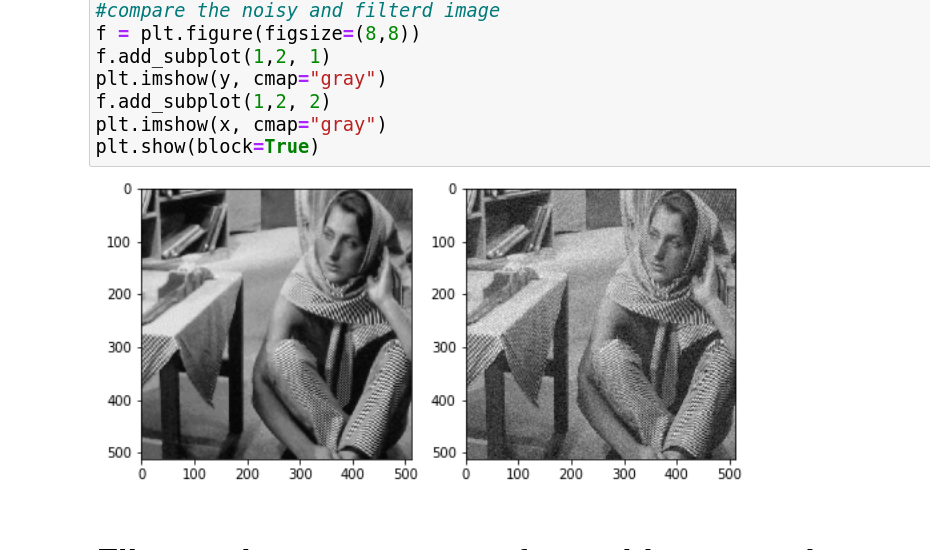 #compare the noisy and filterd image
f = plt.figure(figsize=(8,8))
f.add_subplot(1,2, 1)
plt.imshow(y, cmap="gray")
f.add_subplot(1,2, 2)
plt.imshow(x, cmap="gray")
plt.show(block=True)
0
100
200
300
400
500
0 100 200 300 400 500
0
100
200
300
400
500
0 100 200 300 400 500